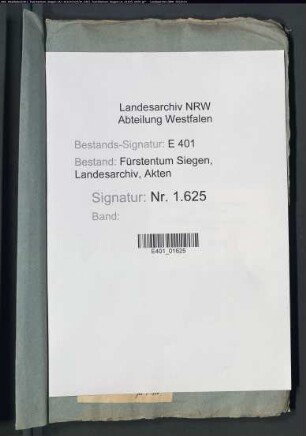 Landesarchiv NRW
Abteilung Westfalen
Bestands-Signatur: E 401
Bestand: Fürstentum Siegen,
Landesarchiv, Akten
Signatur: Nr. 1.625
Band:
E401_01625